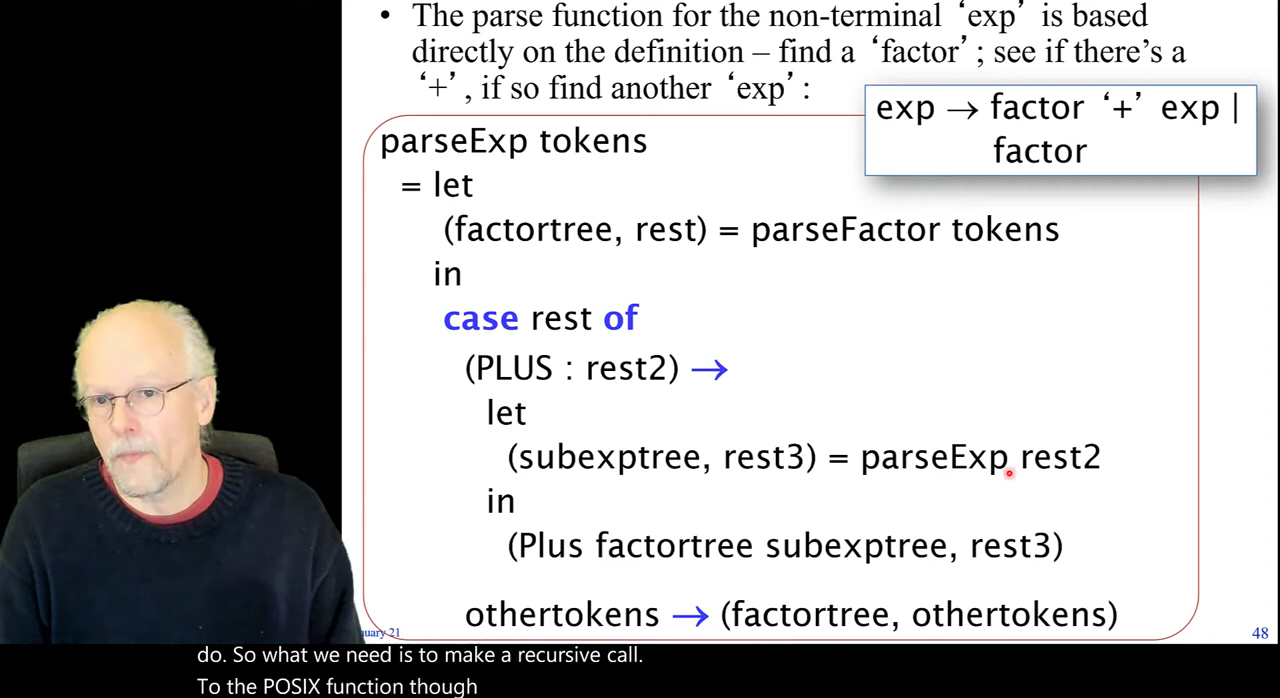 • The parse function for the non-terminal ‘exp’ is based
directly on the definition – find a ‘factor’; see if there’s a
‘+’, if so find another ‘exp’:
exp → factor ‘+’ exp |
factor
parseExp tokens
= let
(factortree, rest) = parseFactor tokens
in
case rest of
(PLUS : rest2) →
let
(subexptree, rest3) = parseExp rest2
in
(Plus factortree subexptree, rest3)
othertokens → (factortree, othertokens)
uary 21
48
do. So what we need is to make a recursive call.
To the POSIX function though